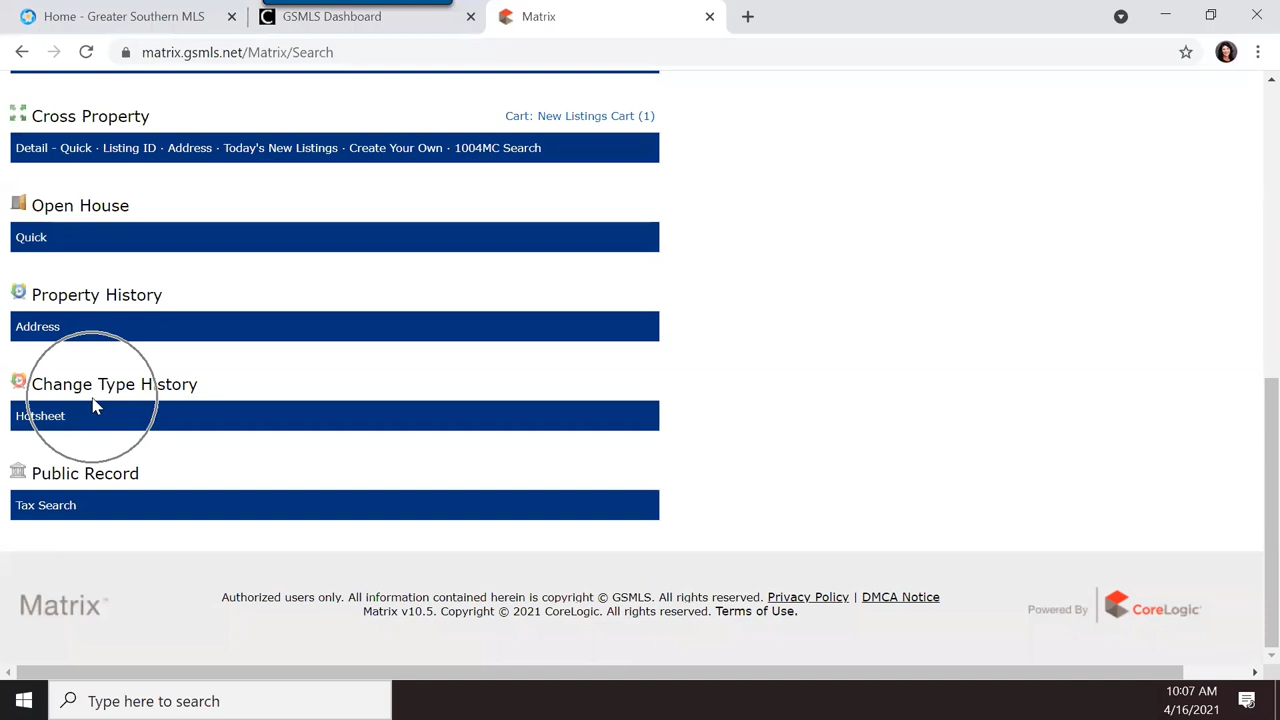 Home - Greater Southern MLS
GSMLS Dashboard
Matrix
matrix.gsmls.net/Matrix/Search
Cross Property
Cart: New Listings Cart (1)
Detail - Quick · Listing ID · Address · Today's New Listings · Create Your Own · 1004MC Search
Open House
Quick
Property History
Address
Change Type History
Hotsheet
Public Record
Tax Search
Matrix™
Authorized users only. All information contained herein is copyright © GSMLS. All rights reserved. Privacy Policy | DMCA Notice
Matrix v10.5. Copyright © 2021 CoreLogic. All rights reserved. Terms of Use.
Powered By
CoreLogic
Type here to search
10:07 AM
4/16/2021